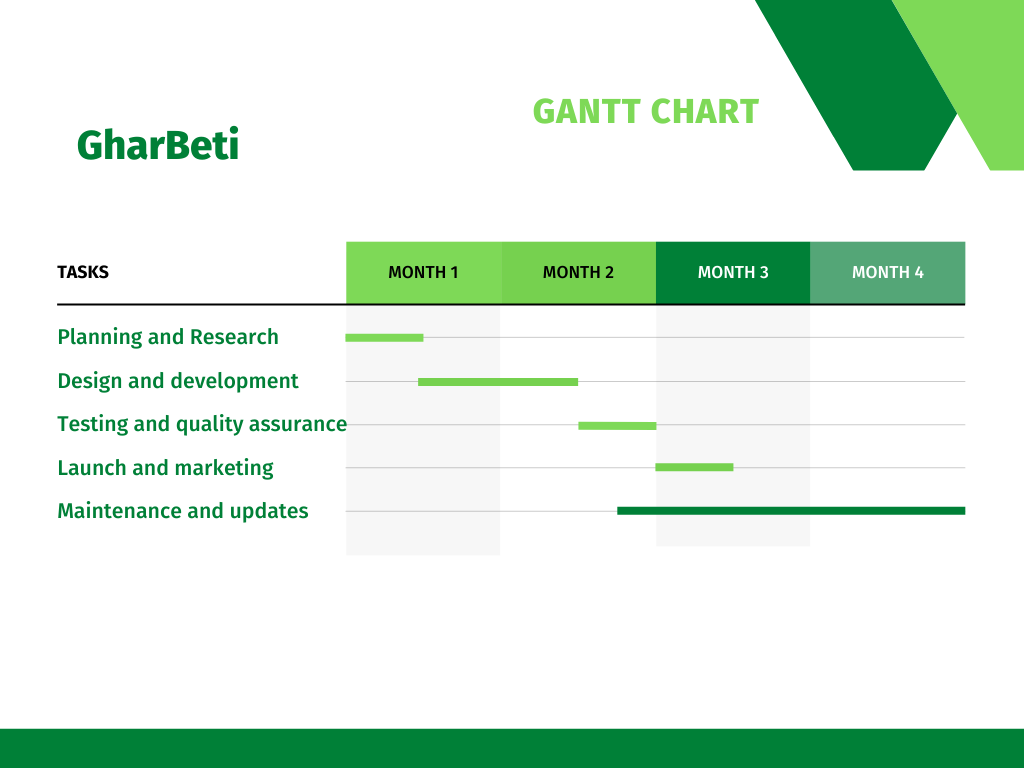 GANTT CHART
GharBeti
TASKS MONTH 1 MONTH 2 MONTH 3 MONTH 4
Planning and Research
Design and development
Testing and quality assurance
Launch and marketing
Maintenance and updates